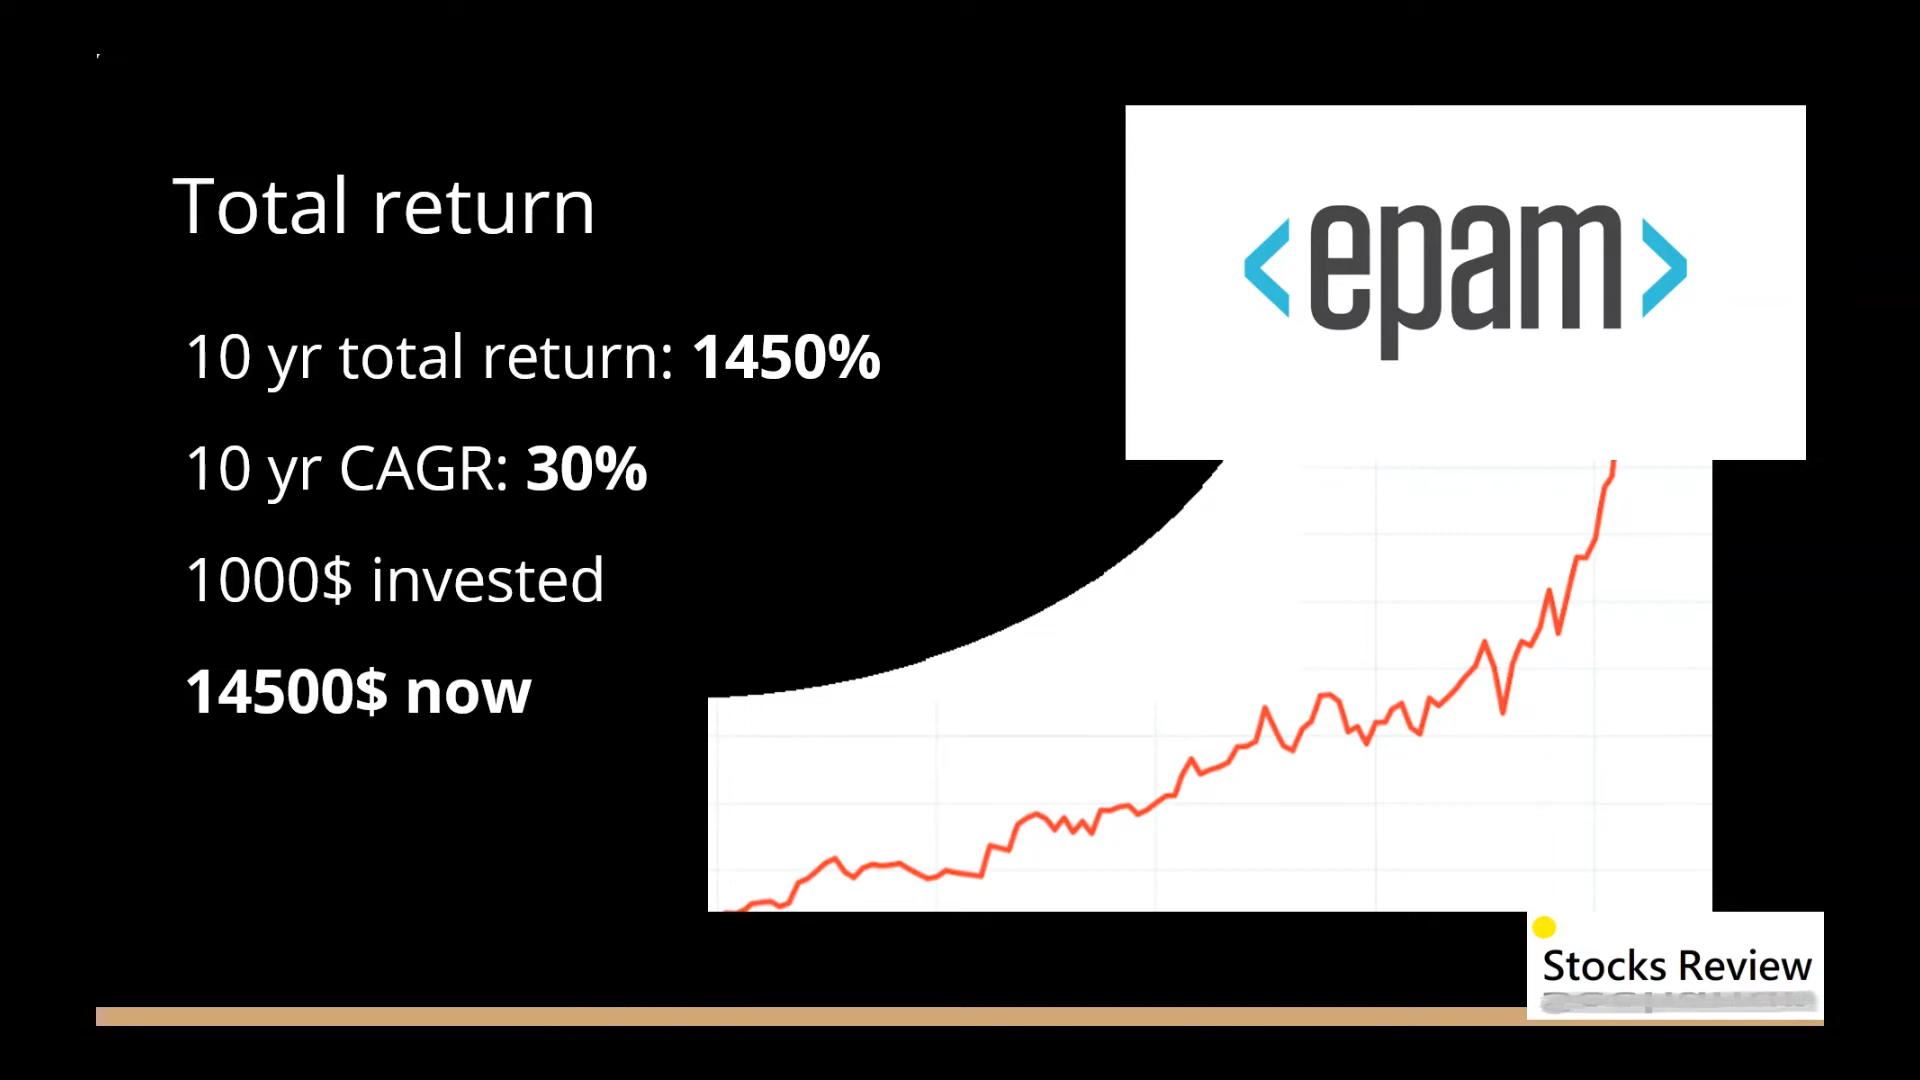 Total return
10 yr total return: 1450%
10 yr CAGR: 30%
1000$ invested
14500$ now
<epam>
Stocks Review